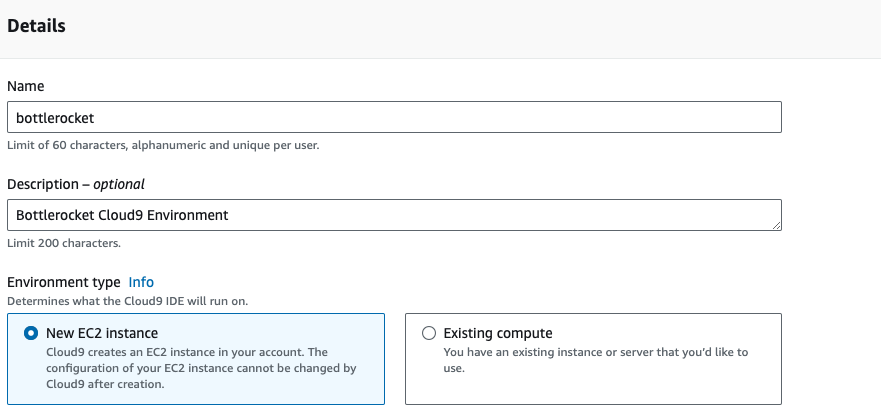 Details
Name
bottlerocket
Limit of 60 characters, alphanumeric and unique per user.
Description – optional
Bottlerocket Cloud9 Environment
Limit 200 characters.
Environment type Info
Determines what the Cloud9 IDE will run on.
New EC2 instance
Cloud9 creates an EC2 instance in your account. The
configuration of your EC2 instance cannot be changed by
Cloud9 after creation.
Existing compute
You have an existing instance or server that you’d like to
use.